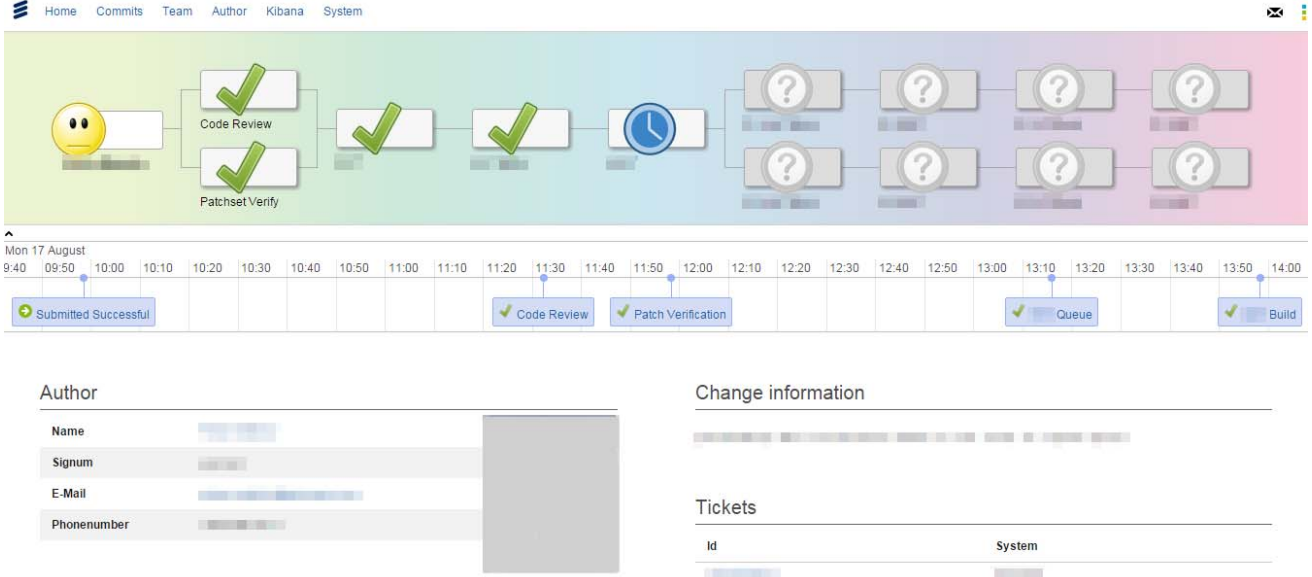 Home Commits Team Author Kibana System
Code Review
Patchset Verify
Mon 17 August
9:40 09:50 10:00 10:10 10:20 10:30 10:40 10:50 11:00 11:10 11:20 11:30 11:40 11:50 12:00 12:10 12:20 12:30 12:40 12:50 13:00 13:10 13:20 13:30 13:40 13:50 14:00
Submitted Successful Code Review Patch Verification Queue Build
Author
Name
Signum
E-Mail
Phonenumber
Change information
Tickets
Id System